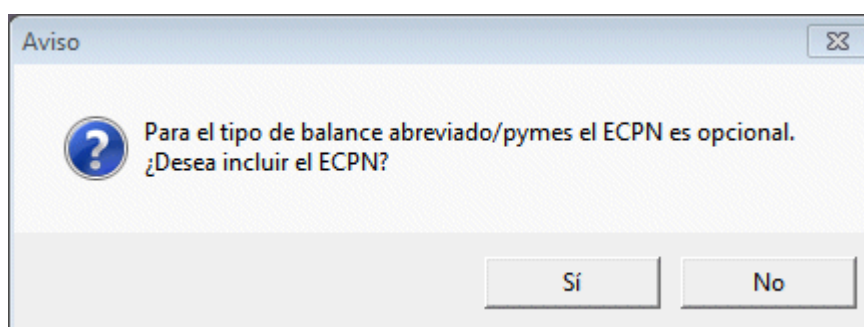 Aviso
Para el tipo de balance abreviado/pymes el ECPN es opcional.
¿Desea incluir el ECPN?
Sí
No